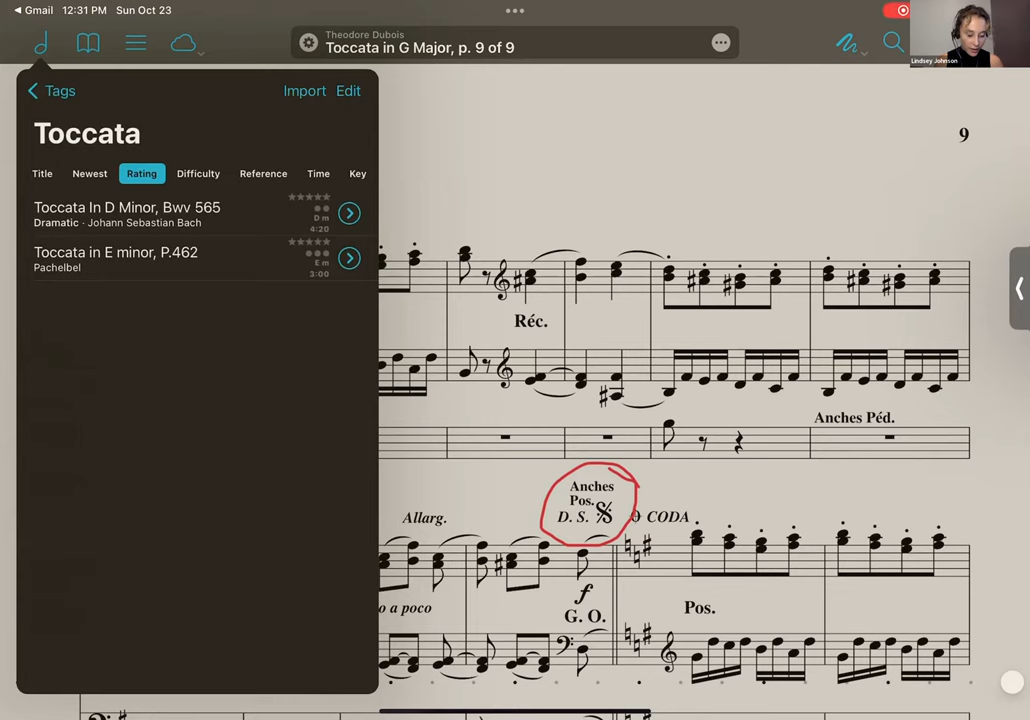 Gmail 12:31 PM Sun Oct 23
Theodore Dubois
Toccata in G Major, p. 9 of 9
Lindsey Johnson
Tags Import Edit
Toccata
Title Newest Rating Difficulty Reference Time Key
Toccata In D Minor, Bwv 565
Dramatic · Johann Sebastian Bach
D m
4:20
Toccata in E minor, P.462
Pachelbel
E m
3:00
9
Réc.
Anches Péd.
Anches
Pos.
Allarg. D. S. CODA
f
o a poco
G. O. Pos.